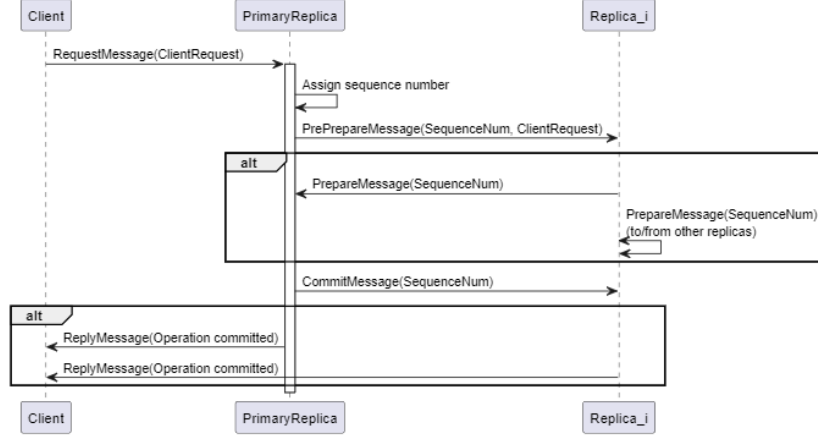 Client PrimaryReplica Replica_i
RequestMessage(ClientRequest)
Assign sequence number
PrePrepareMessage(SequenceNum, ClientRequest)
alt
PrepareMessage(SequenceNum)
PrepareMessage(SequenceNum)
(to/from other replicas)
CommitMessage(SequenceNum)
alt
ReplyMessage(Operation committed)
ReplyMessage(Operation committed)
Client PrimaryReplica Replica_i